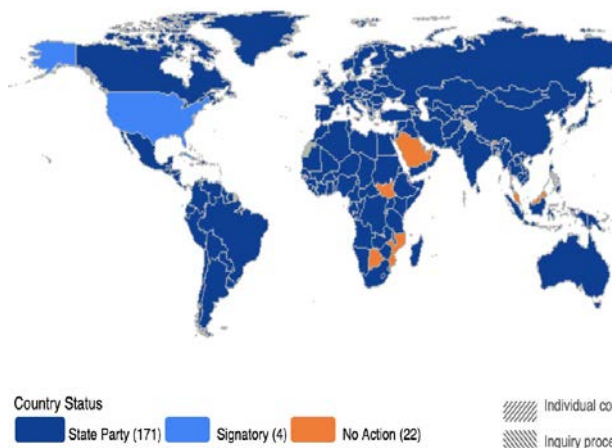 Country Status
State Party (171)
Signatory (4)
No Action (22)
Individual co
Inquiry proce